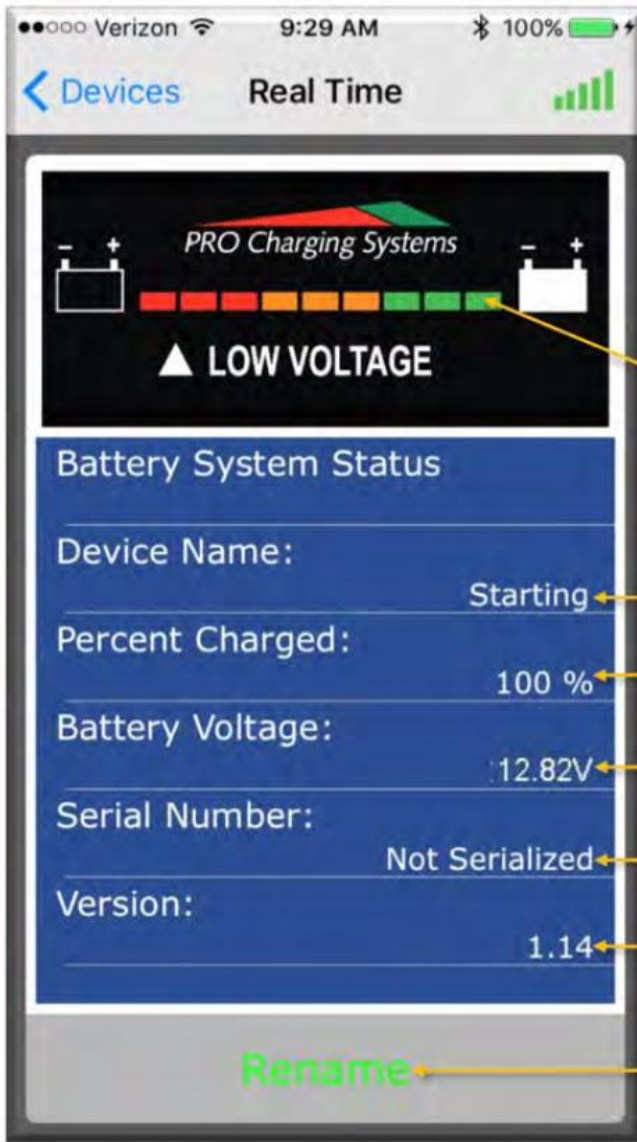 Verizon 9:29 AM 100%
Devices Real Time
- + PRO Charging Systems - +
LOW VOLTAGE
Battery System Status
Device Name:
Starting
Percent Charged:
100 %
Battery Voltage:
12.82V
Serial Number:
Not Serialized
Version:
1.14
Rename